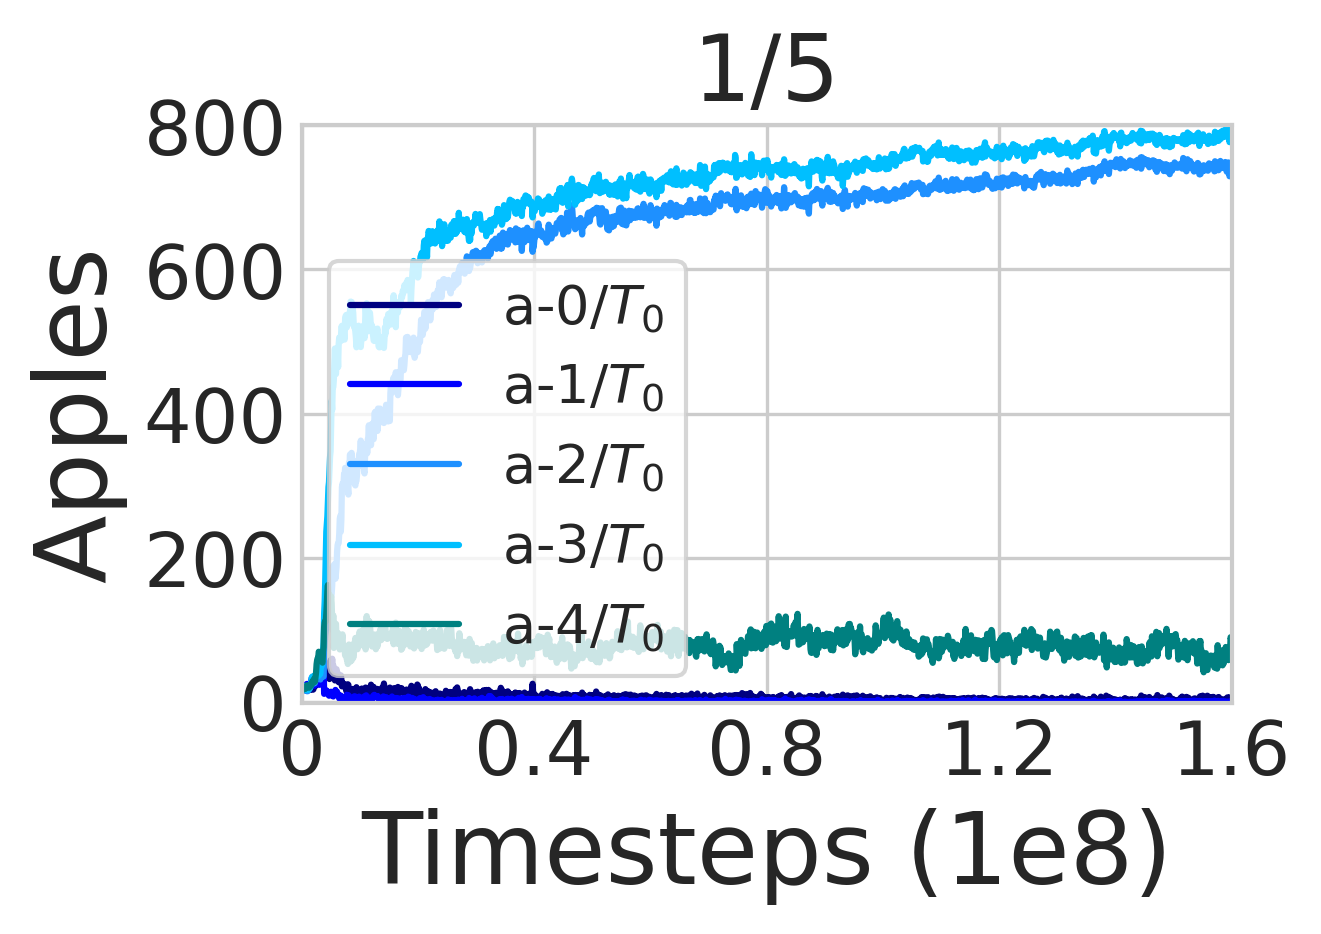 1/5
Apples
800
600
400
200
0
a-0/T₀
a-1/T₀
a-2/T₀
a-3/T₀
a-4/T₀
0 0.4 0.8 1.2 1.6
Timesteps (1e8)